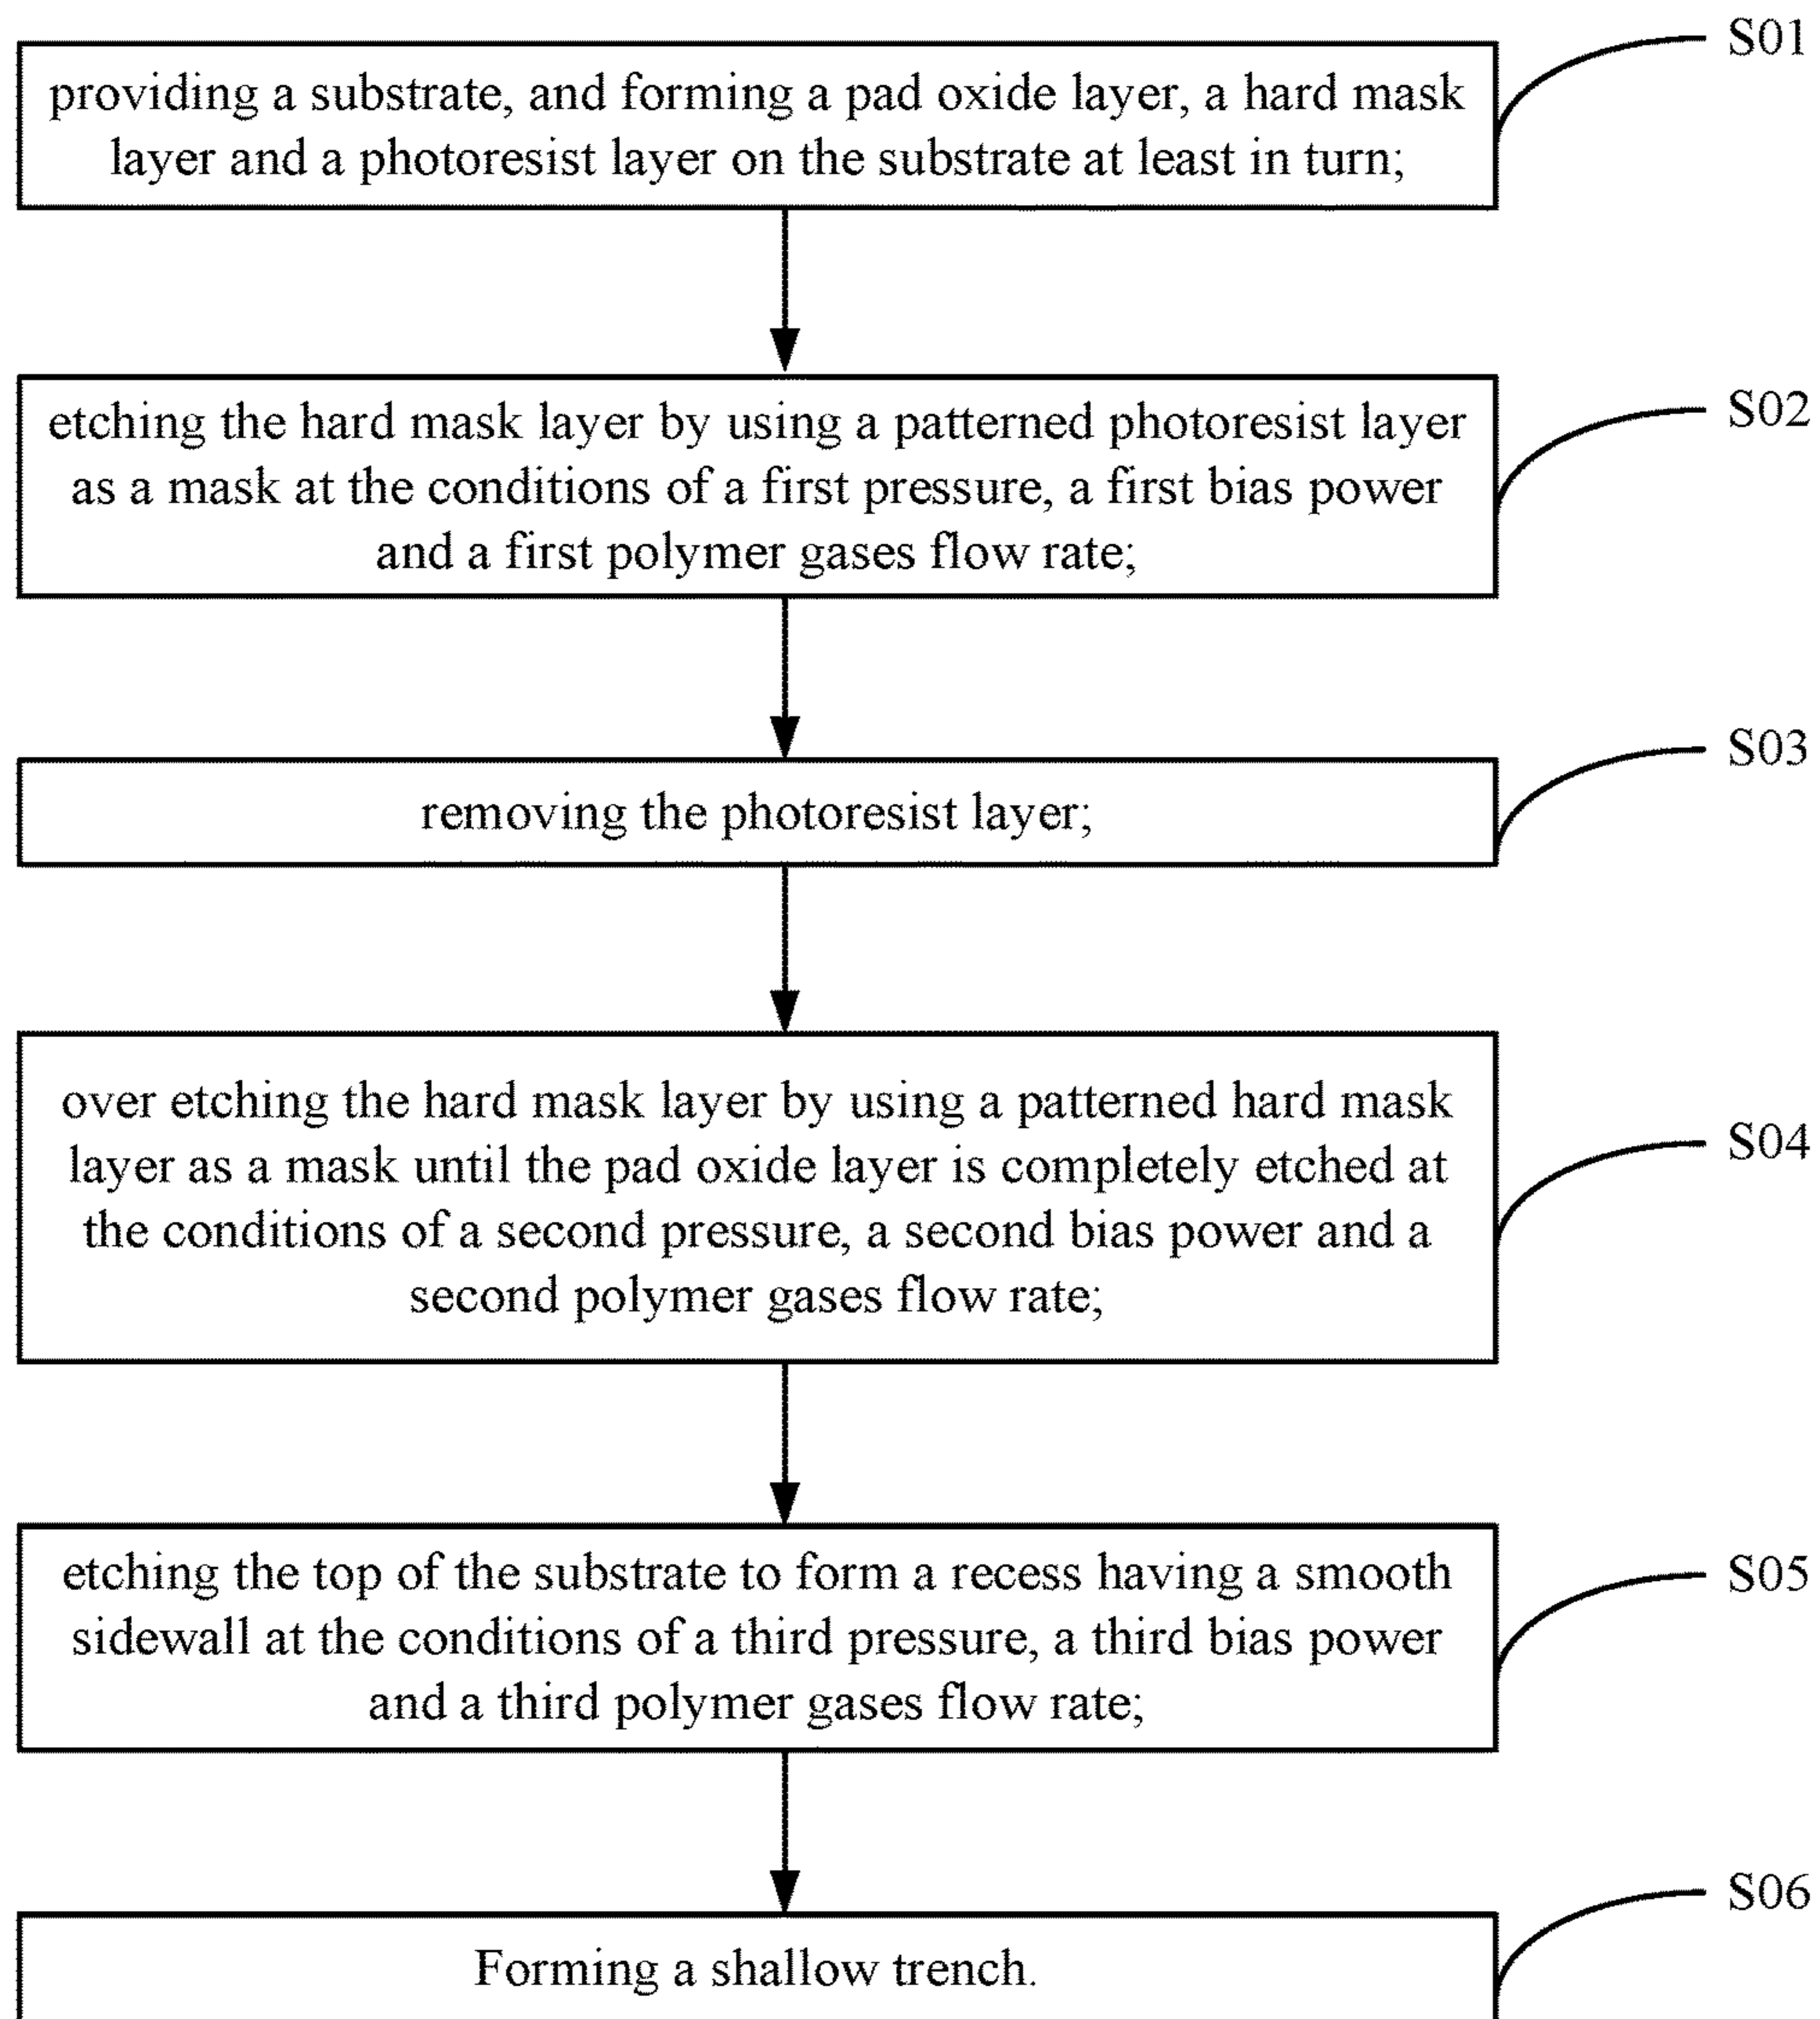 S01
providing a substrate, and forming a pad oxide layer, a hard mask
layer and a photoresist layer on the substrate at least in turn;
S02
etching the hard mask layer by using a patterned photoresist layer
as a mask at the conditions of a first pressure, a first bias power
and a first polymer gases flow rate;
S03
removing the photoresist layer;
S04
over etching the hard mask layer by using a patterned hard mask
layer as a mask until the pad oxide layer is completely etched at
the conditions of a second pressure, a second bias power and a
second polymer gases flow rate;
S05
etching the top of the substrate to form a recess having a smooth
sidewall at the conditions of a third pressure, a third bias power
and a third polymer gases flow rate;
S06
Forming a shallow trench.